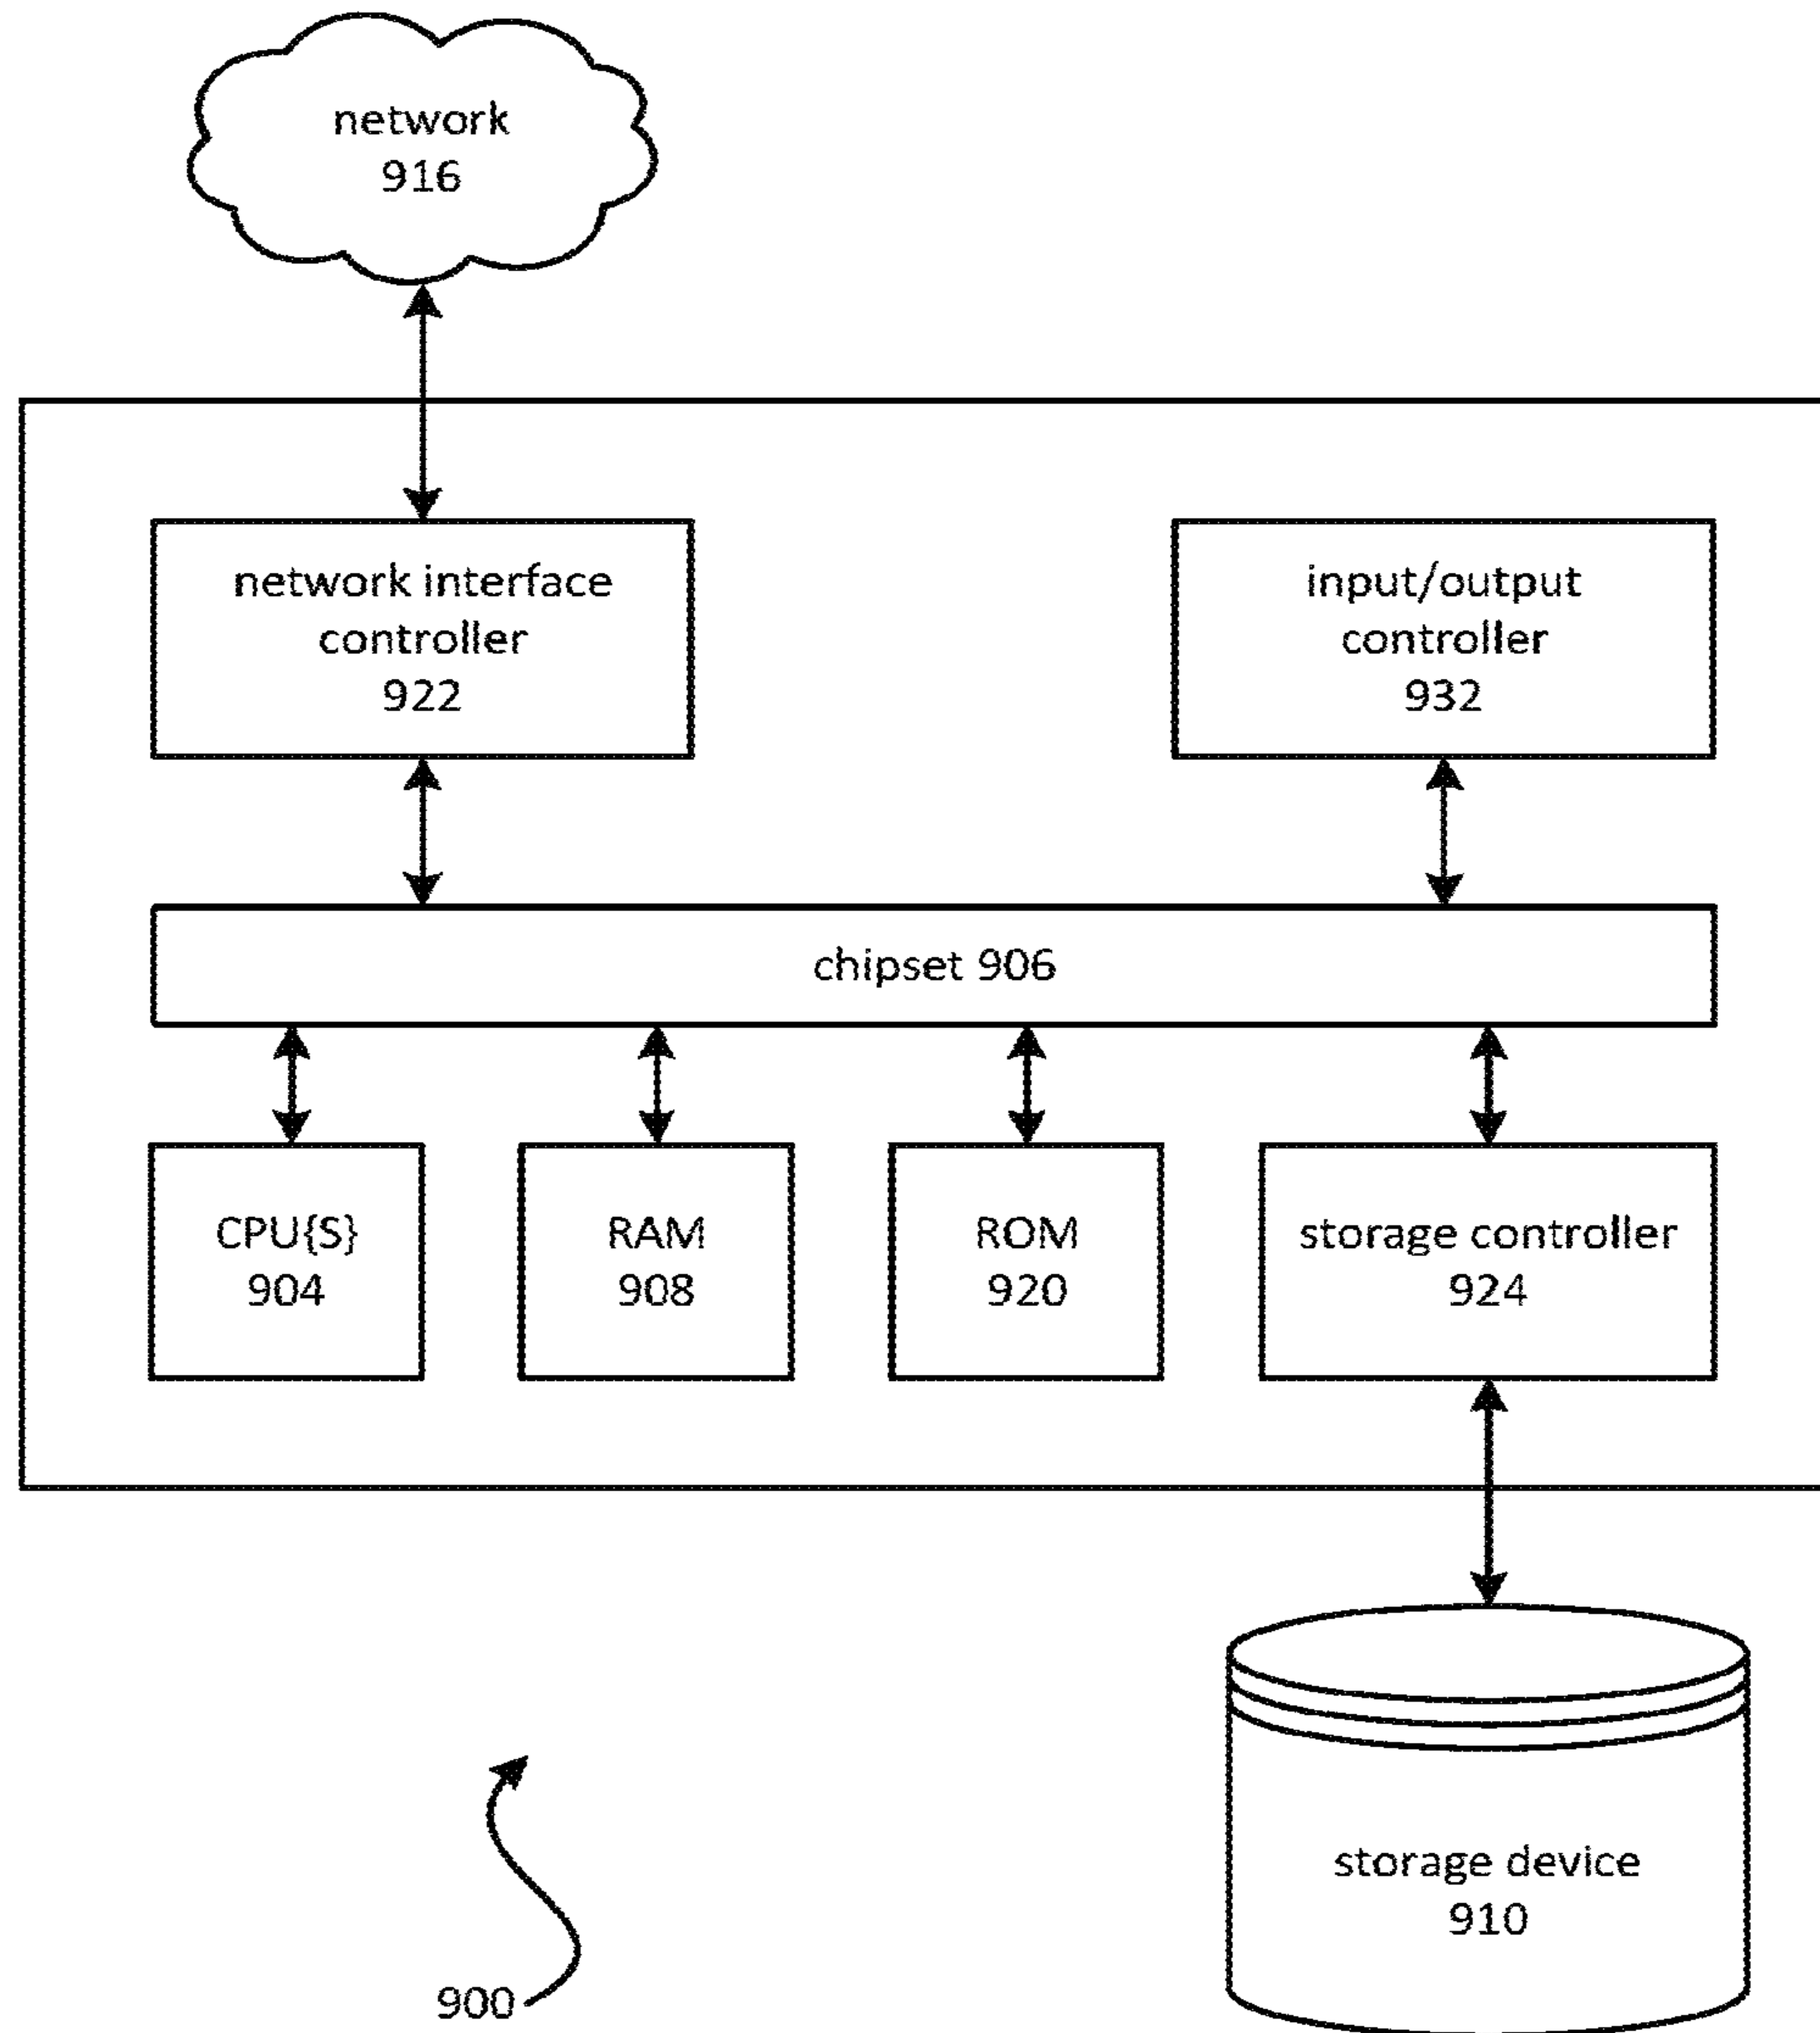 network
916
network interface
controller
922
input/output
controller
932
chipset 906
CPU{S}
904
RAM
908
ROM
920
storage controller
924
storage device
910
900